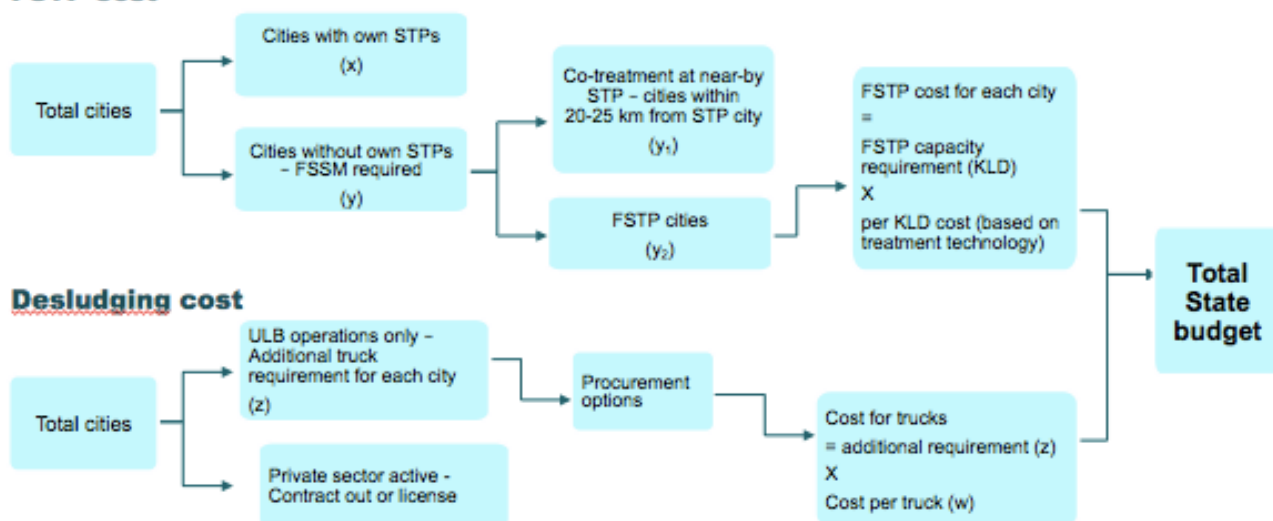 Total cities
Cities with own STPs
(x)
Cities without own STPs
– FSSM required
(y)
Co-treatment at near-by
STP – cities within
20-25 km from STP city
(y₁)
FSTP cities
(y₂)
FSTP cost for each city
=
FSTP capacity
requirement (KLD)
X
per KLD cost (based on
treatment technology)
Total
State
budget
Desludging cost
Total cities
ULB operations only –
Additional truck
requirement for each city
(z)
Private sector active -
Contract out or license
Procurement
options
Cost for trucks
= additional requirement (z)
X
Cost per truck (w)